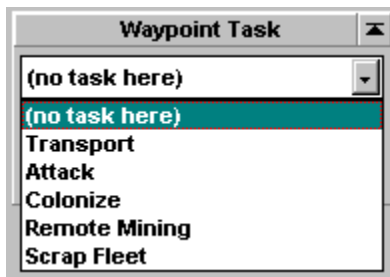 Waypoint Task
(no task here)
(no task here)
Transport
Attack
Colonize
Remote Mining
Scrap Fleet